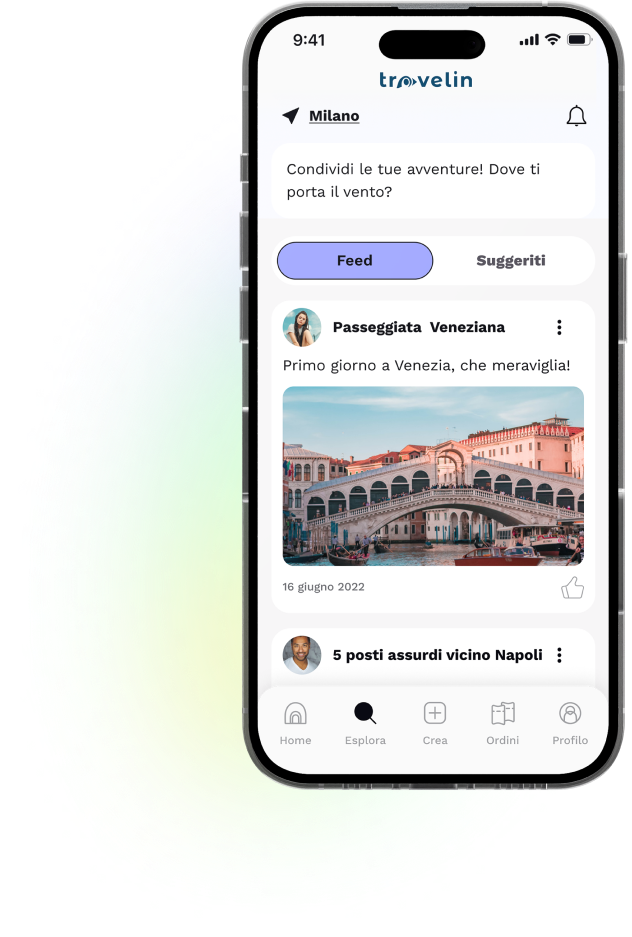 9:41
travelin
Milano
Condividi le tue avventure! Dove ti
porta il vento?
Feed
Suggeriti
Passeggiata  Veneziana
Primo giorno a Venezia, che meraviglia!
16 giugno 2022
5 posti assurdi vicino Napoli
Home
Esplora
Crea
Ordini
Profilo